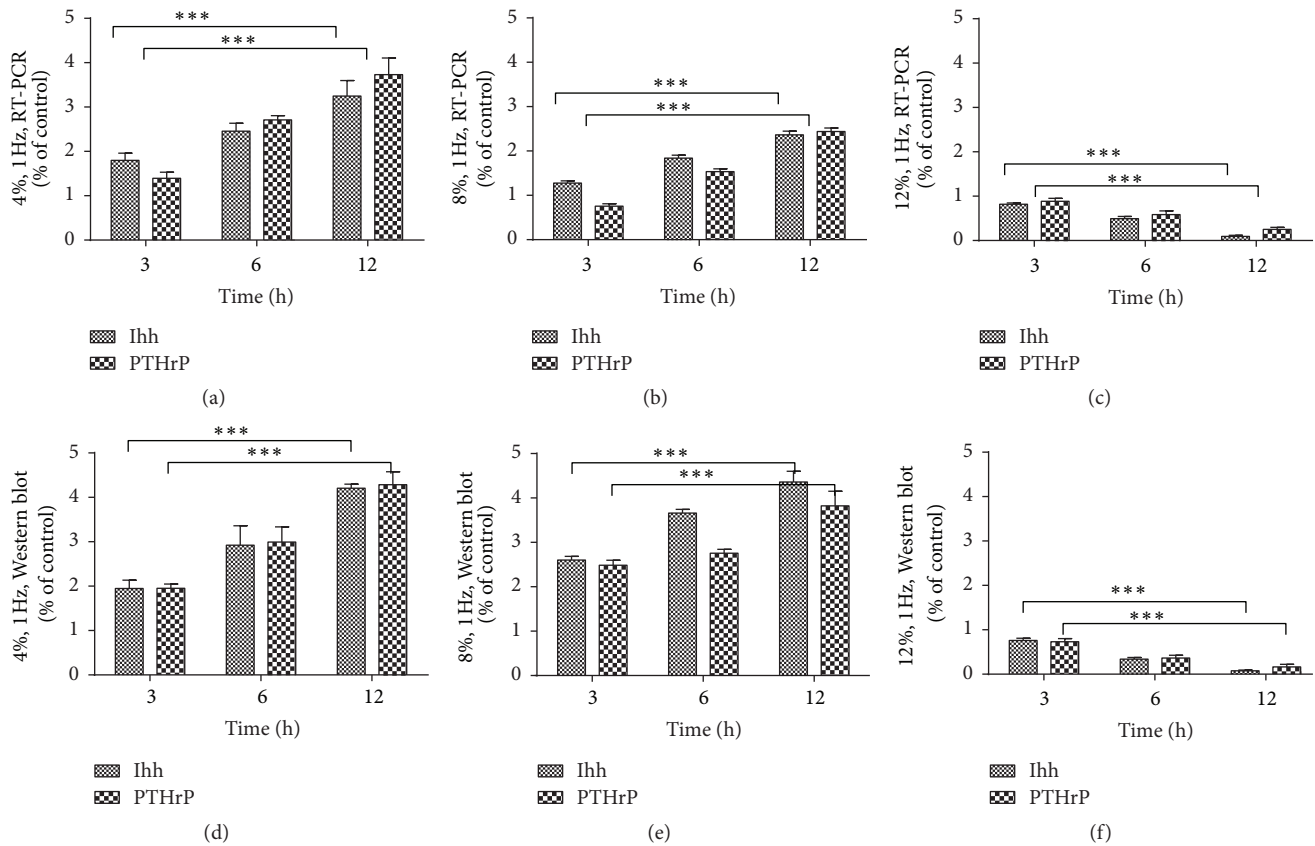 4%, 1 Hz, RT-PCR
(% of control)
5
4
3
2
1
0
***
***
3 6 12
Time (h)
Ihh
PTHrP
(a)
8%, 1 Hz, RT-PCR
(% of control)
5
4
3
2
1
0
***
***
3 6 12
Time (h)
Ihh
PTHrP
(b)
12%, 1 Hz, RT-PCR
(% of control)
5
4
3
2
1
0
***
***
3 6 12
Time (h)
Ihh
PTHrP
(c)
4%, 1 Hz, Western blot
(% of control)
5
4
3
2
1
0
***
***
3 6 12
Time (h)
Ihh
PTHrP
(d)
8%, 1 Hz, Western blot
(% of control)
5
4
3
2
1
0
***
***
3 6 12
Time (h)
Ihh
PTHrP
(e)
12%, 1 Hz, Western blot
(% of control)
5
4
3
2
1
0
***
***
3 6 12
Time (h)
Ihh
PTHrP
(f)